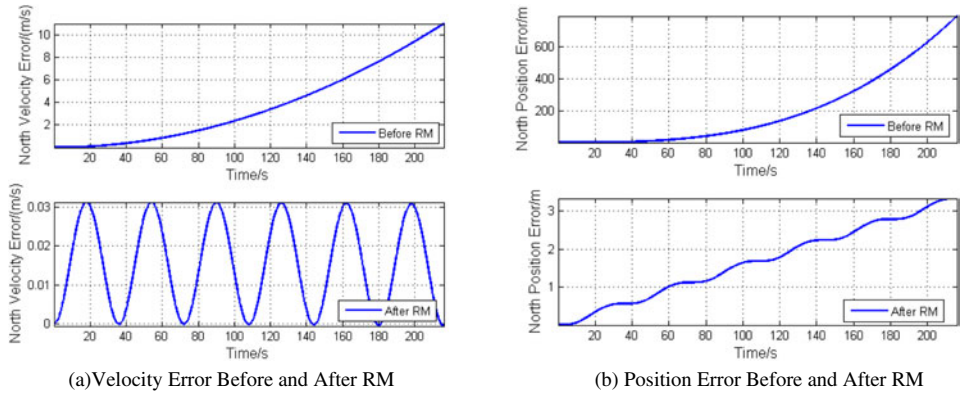 North Velocity Error/(m/s)
10
8
6
4
2
Before RM
20 40 60 80 100 120 140 160 180 200
Time/s
North Velocity Error/(m/s)
0.03
0.02
0.01
0
After RM
20 40 60 80 100 120 140 160 180 200
Time/s
(a)Velocity Error Before and After RM
North Position Error/m
600
400
200
Before RM
20 40 60 80 100 120 140 160 180 200
Time/s
North Position Error/m
3
2
1
After RM
20 40 60 80 100 120 140 160 180 200
Time/s
(b) Position Error Before and After RM